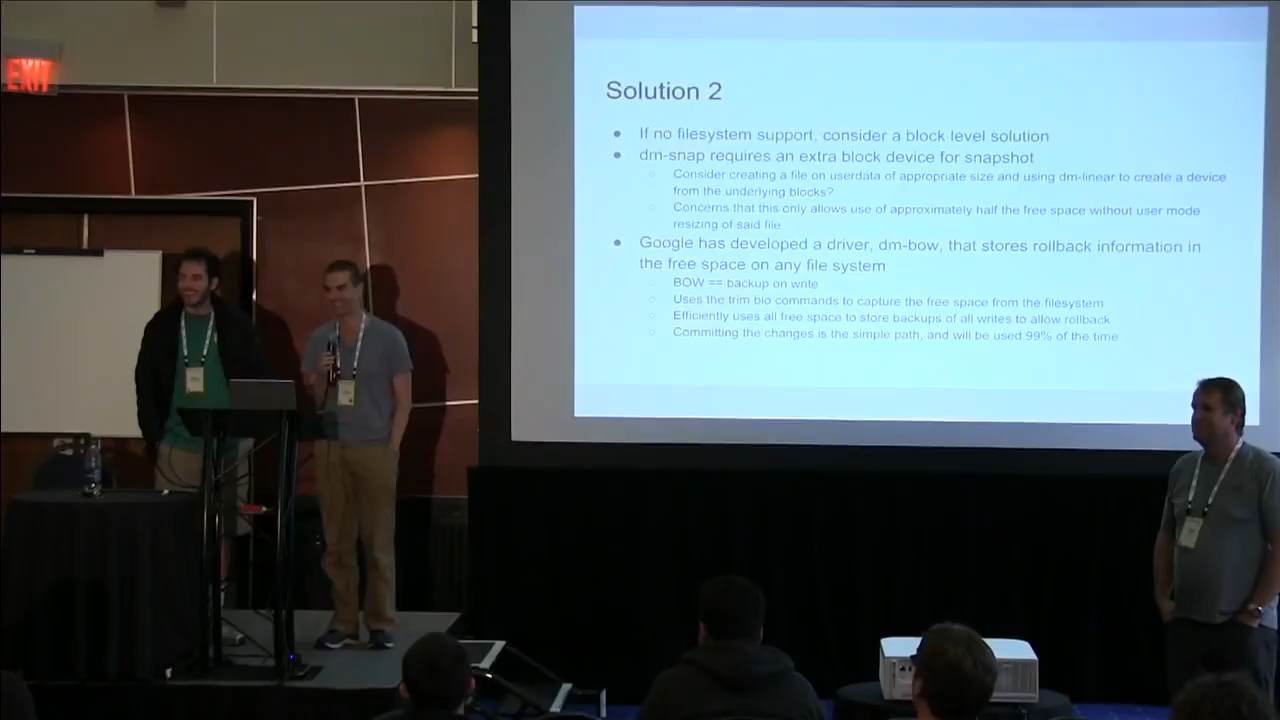 EXIT
Solution 2
● If no filesystem support, consider a block level solution
● dm-snap requires an extra block device for snapshot
○ Consider creating a file on userdata of appropriate size and using dm-linear to create a device
from the underlying blocks?
○ Concerns that this only allows use of approximately half the free space without user mode
resizing of said file
● Google has developed a driver, dm-bow, that stores rollback information in
the free space on any file system
○ BOW == backup on write
○ Uses the trim bio commands to capture the free space from the filesystem
○ Efficiently uses all free space to store backups of all writes to allow rollback
○ Committing the changes is the simple path, and will be used 99% of the time